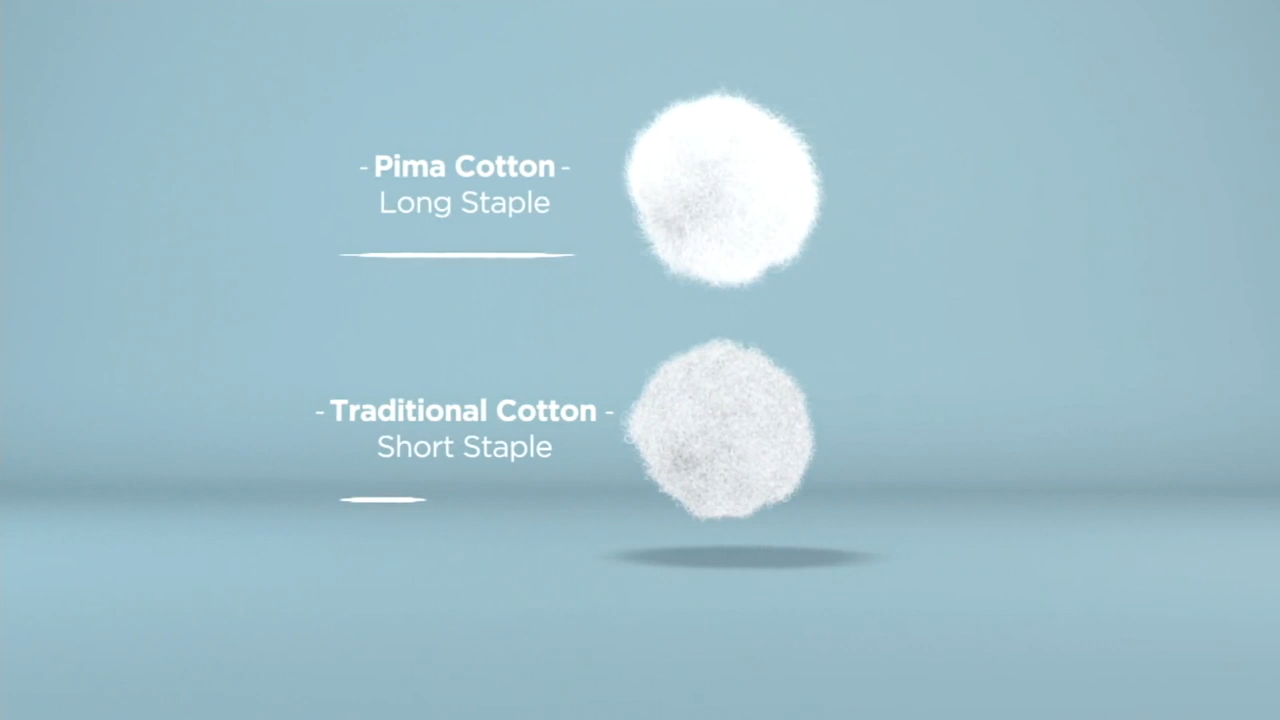 - Pima Cotton -
Long Staple
- Traditional Cotton -
Short Staple